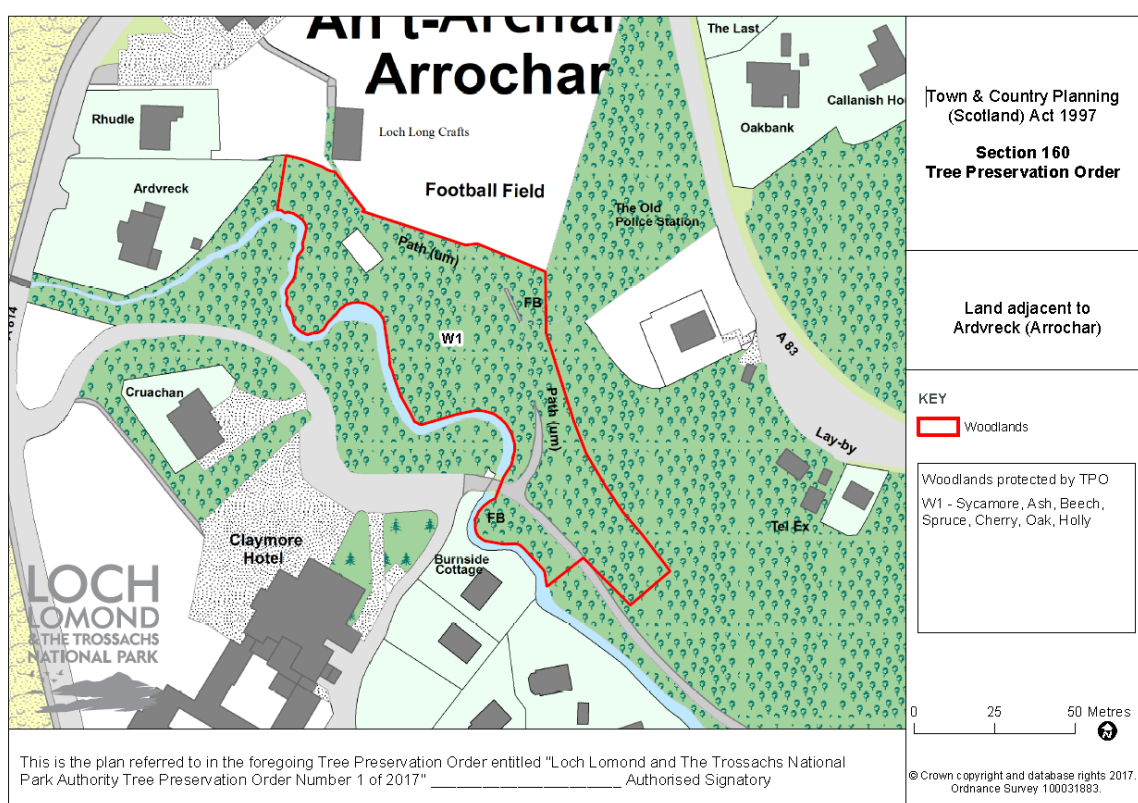 An t-Archar
Arrochar
The Last
Callanish Hou
Oakbank
Rhudle
Loch Long Crafts
Ardvreck
Football Field
The Old
Police Station
Path (um)
FB
W1
A 814
A 83
Cruachan
Path (um)
Lay-by
Tel Ex
FB
Claymore
Hotel
Burnside
Cottage
LOCH
LOMOND
& THE TROSSACHS
NATIONAL PARK
Town & Country Planning
(Scotland) Act 1997
Section 160
Tree Preservation Order
Land adjacent to
Ardvreck (Arrochar)
KEY
Woodlands
Woodlands protected by TPO
W1 - Sycamore, Ash, Beech,
Spruce, Cherry, Oak, Holly
0 25 50 Metres
N
© Crown copyright and database rights 2017.
Ordnance Survey 100031883.
This is the plan referred to in the foregoing Tree Preservation Order entitled "Loch Lomond and The Trossachs National
Park Authority Tree Preservation Order Number 1 of 2017" ______________________ Authorised Signatory